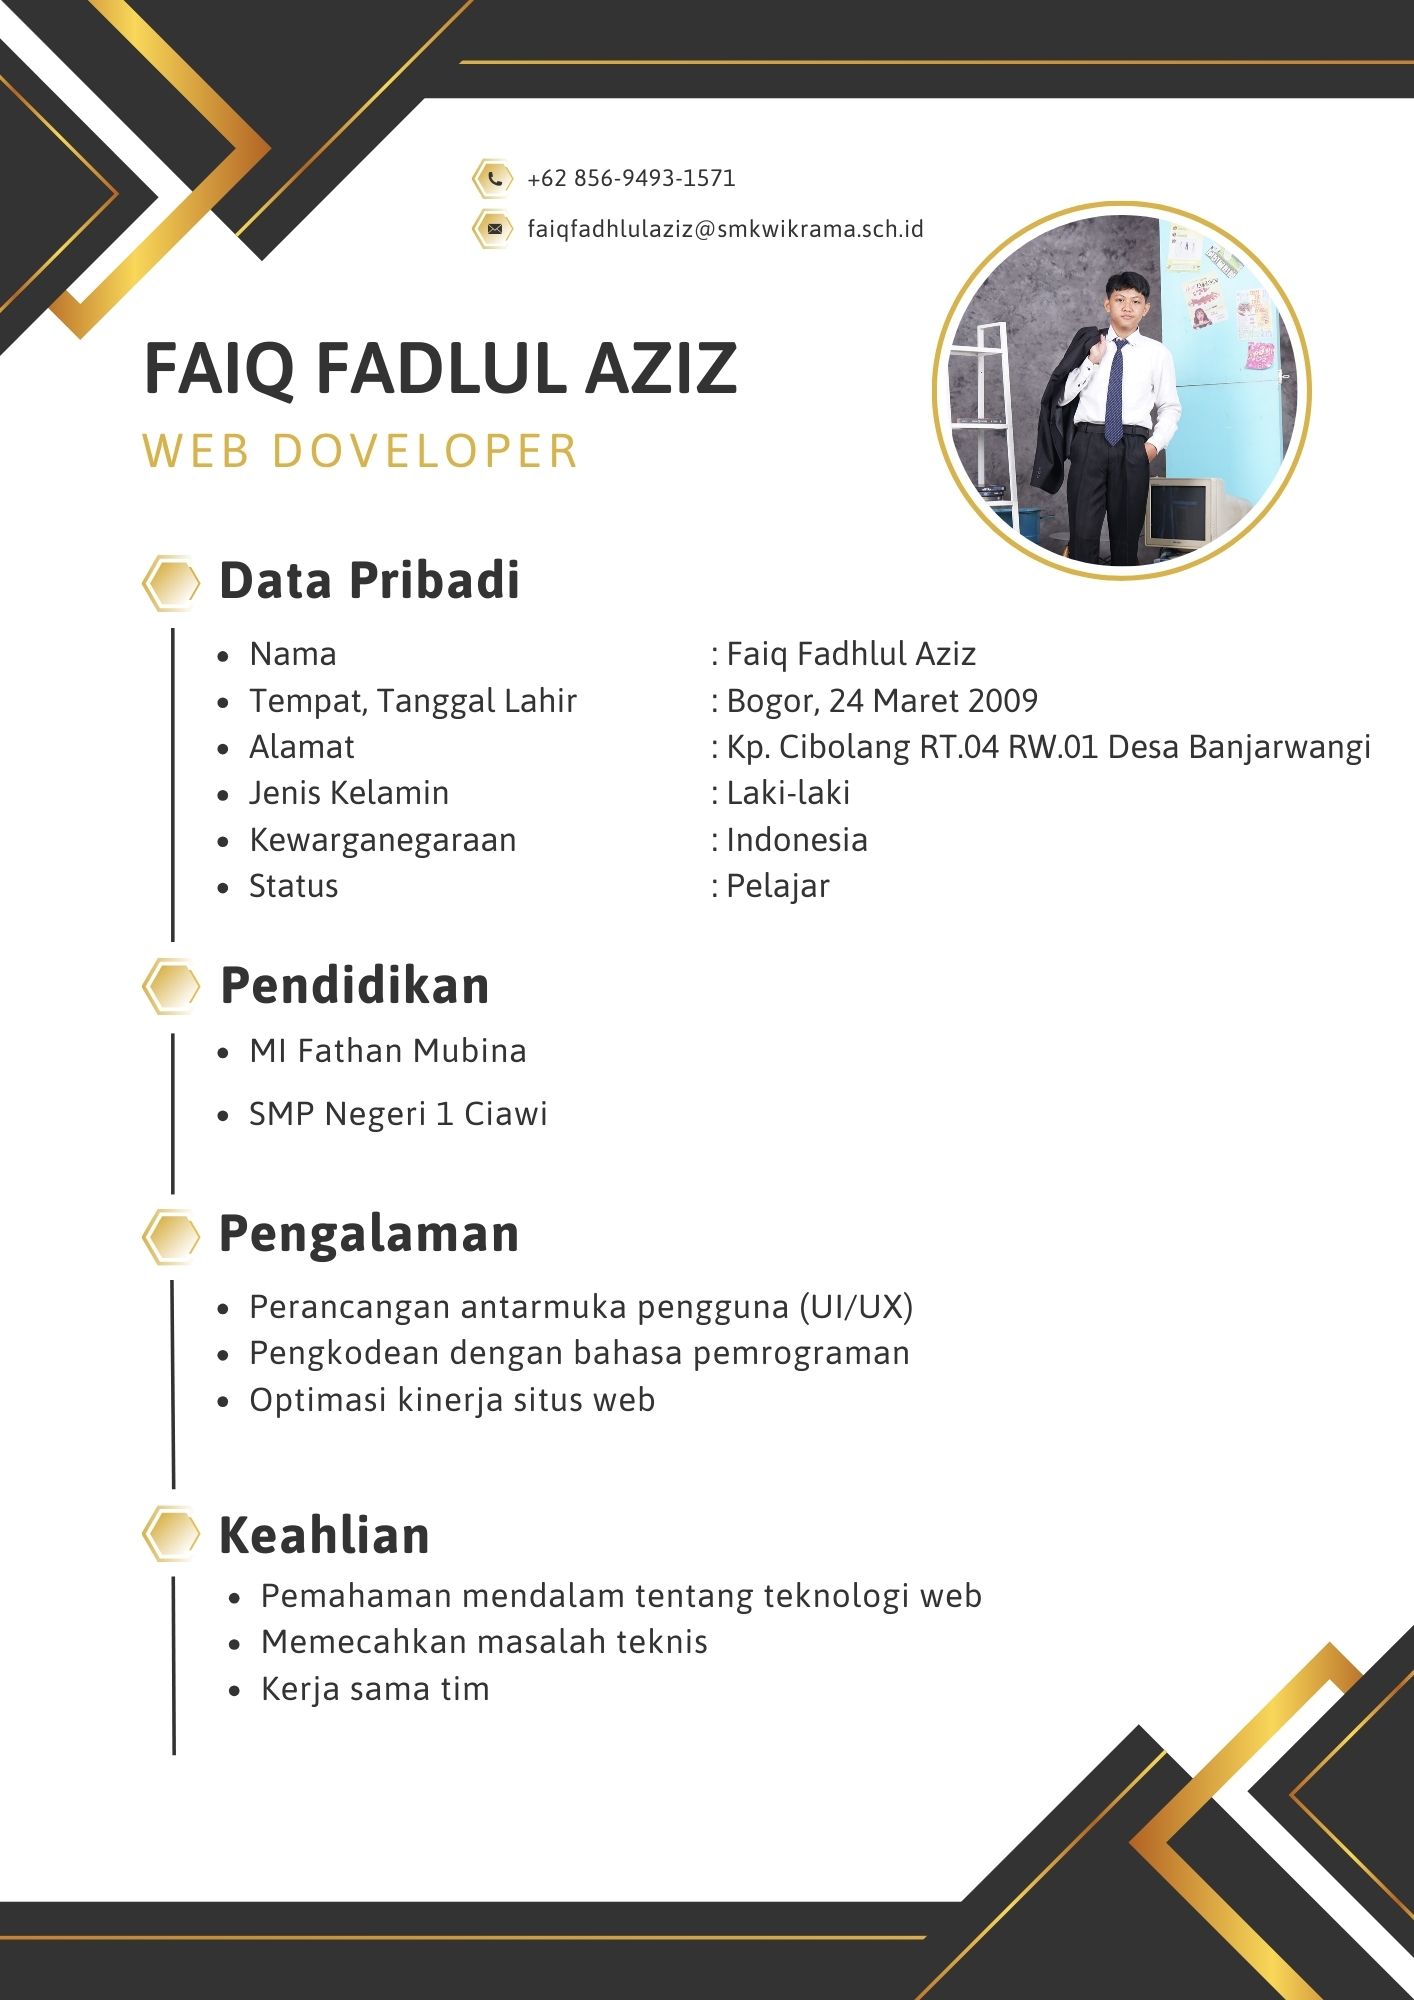 +62 856-9493-1571
faiqfadhlulaziz@smkwikrama.sch.id
FAIQ FADLUL AZIZ
WEB DOVELOPER
Data Pribadi
• Nama : Faiq Fadhlul Aziz
• Tempat, Tanggal Lahir : Bogor, 24 Maret 2009
• Alamat : Kp. Cibolang RT.04 RW.01 Desa Banjarwangi
• Jenis Kelamin : Laki-laki
• Kewarganegaraan : Indonesia
• Status : Pelajar
Pendidikan
• MI Fathan Mubina
• SMP Negeri 1 Ciawi
Pengalaman
• Perancangan antarmuka pengguna (UI/UX)
• Pengkodean dengan bahasa pemrograman
• Optimasi kinerja situs web
Keahlian
• Pemahaman mendalam tentang teknologi web
• Memecahkan masalah teknis
• Kerja sama tim